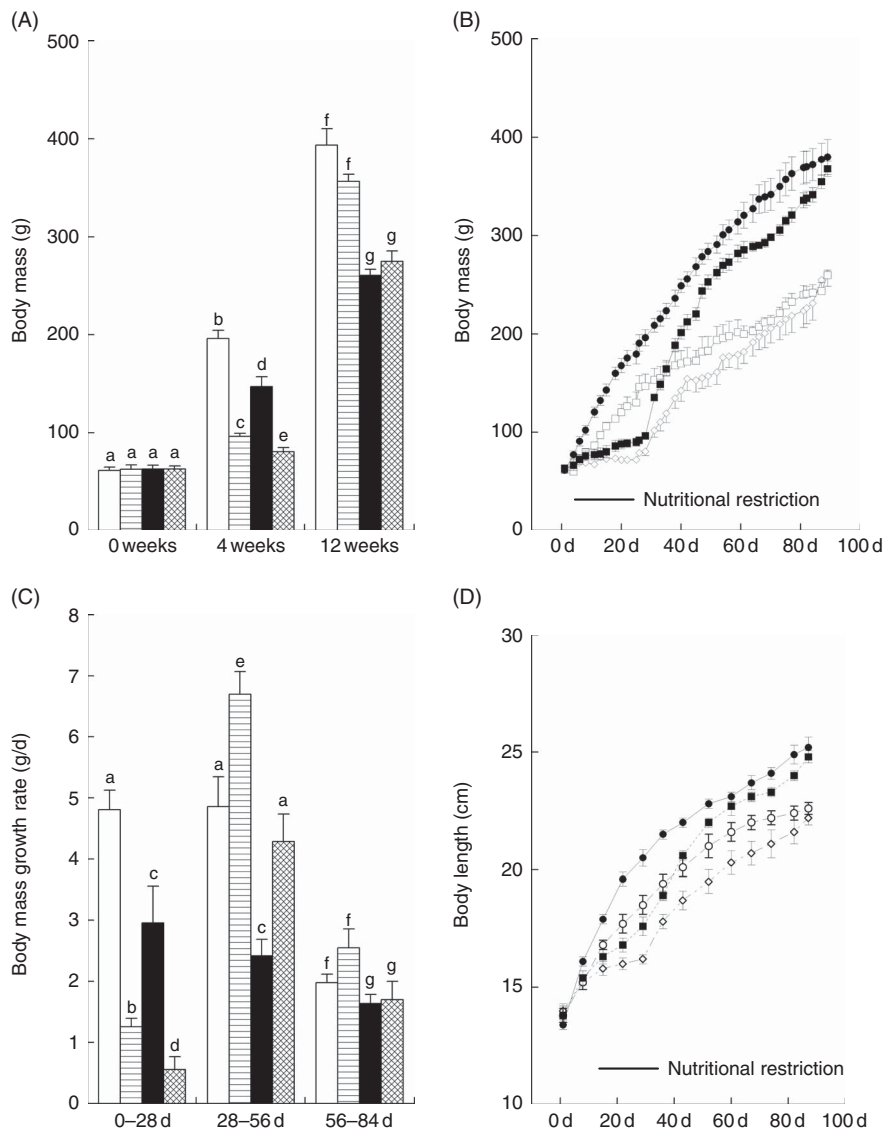 (A)
500
400
300
200
100
0
Body mass (g)
a a a a
b
c
d
e
f
f
g
g
0 weeks 4 weeks 12 weeks
(B)
500
400
300
200
100
0
Body mass (g)
Nutritional restriction
0 d 20 d 40 d 60 d 80 d 100 d
(C)
8
7
6
5
4
3
2
1
0
Body mass growth rate (g/d)
a
b
c
d
a
e
c
a
f
f
g
g
0–28 d 28–56 d 56–84 d
(D)
30
25
20
15
10
Body length (cm)
Nutritional restriction
0 d 20 d 40 d 60 d 80 d 100 d